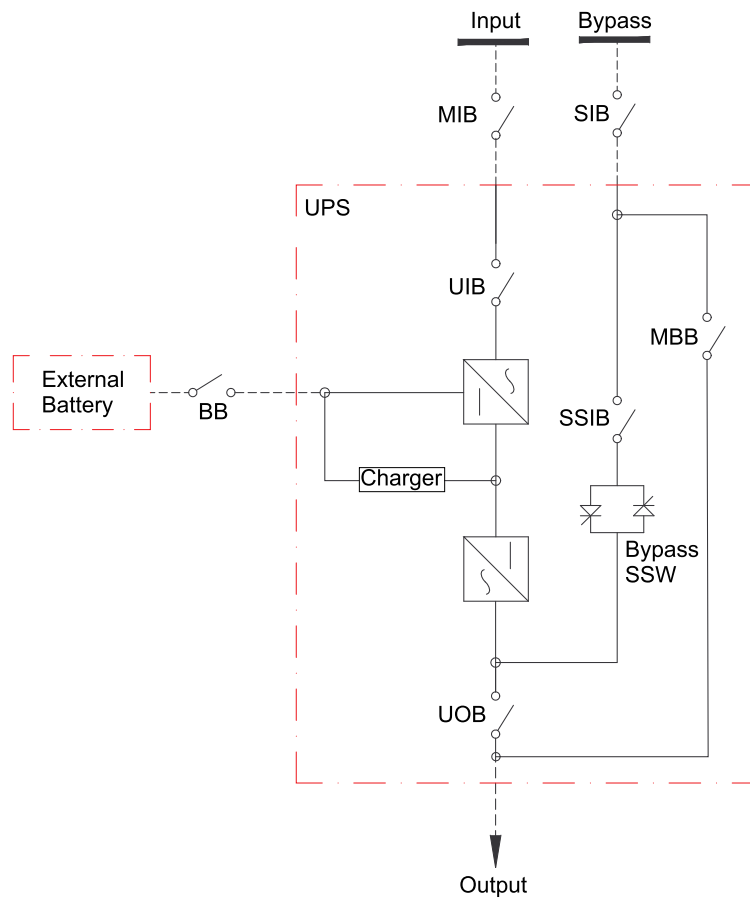 Input
Bypass
MIB
SIB
UPS
UIB
MBB
External
Battery
BB
SSIB
Charger
Bypass
SSW
UOB
Output